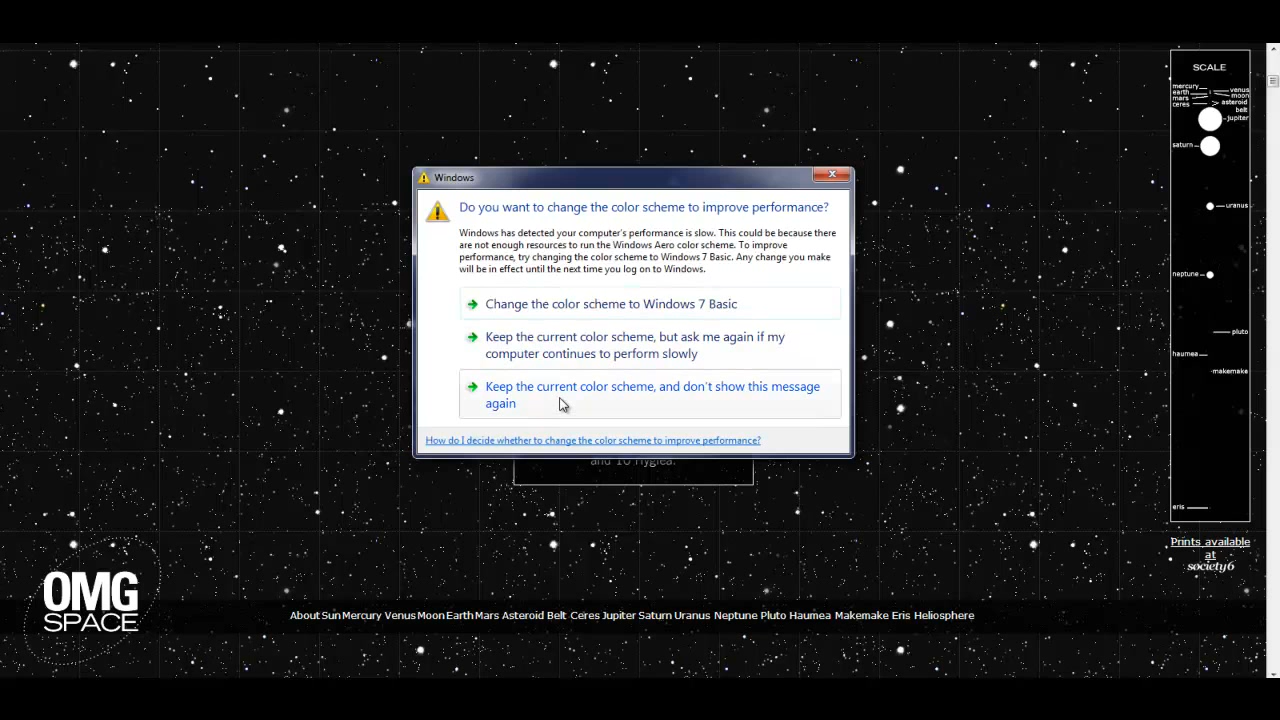 SCALE
mercury
venus
earth
moon
mars
asteroid
belt
ceres
jupiter
saturn
uranus
neptune
pluto
haumea
makemake
eris
Prints available
at
society6
Windows
Do you want to change the color scheme to improve performance?
Windows has detected your computer's performance is slow. This could be because there
are not enough resources to run the Windows Aero color scheme. To improve
performance, try changing the color scheme to Windows 7 Basic. Any change you make
will be in effect until the next time you log on to Windows.
Change the color scheme to Windows 7 Basic
Keep the current color scheme, but ask me again if my
computer continues to perform slowly
Keep the current color scheme, and don't show this message
again
How do I decide whether to change the color scheme to improve performance?
and 10 Hygiea.
OMG
SPACE
About Sun Mercury Venus Moon Earth Mars Asteroid Belt Ceres Jupiter Saturn Uranus Neptune Pluto Haumea Makemake Eris Heliosphere